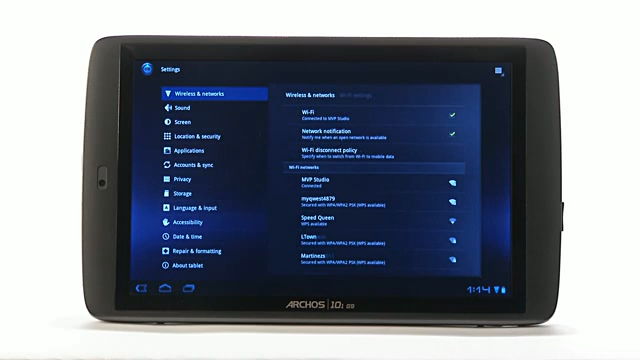 Settings
Wireless & networks
Sound
Screen
Location & security
Applications
Accounts & sync
Privacy
Storage
Language & input
Accessibility
Date & time
Repair & formatting
About tablet
Wireless & networks Wi-Fi settings
Wi-Fi
Connected to MVP Studio
Network notification
Notify me when an open network is available
Wi-Fi disconnect policy
Specify when to switch from Wi-Fi to mobile data
Wi-Fi networks
MVP Studio
Connected
myqwest4879
Secured with WPA/WPA2 PSK (WPS available)
Speed Queen
WPS available
LTown
Secured with WPA/WPA2 PSK (WPS available)
Martinezs
Secured with WPA/WPA2 PSK (WPS available)
1:14
ARCHOS 101 G9